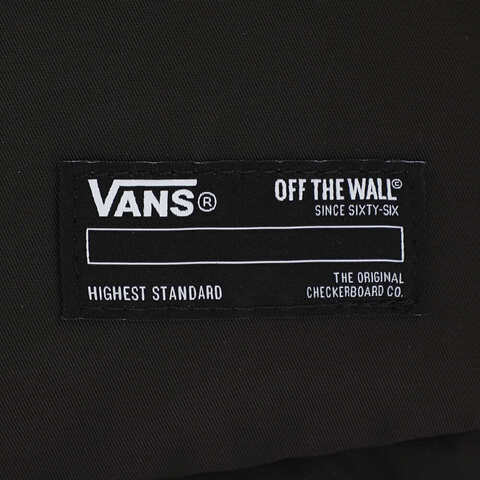 VANS®
OFF THE WALL©
SINCE SIXTY-SIX
HIGHEST STANDARD
THE ORIGINAL
CHECKERBOARD CO.